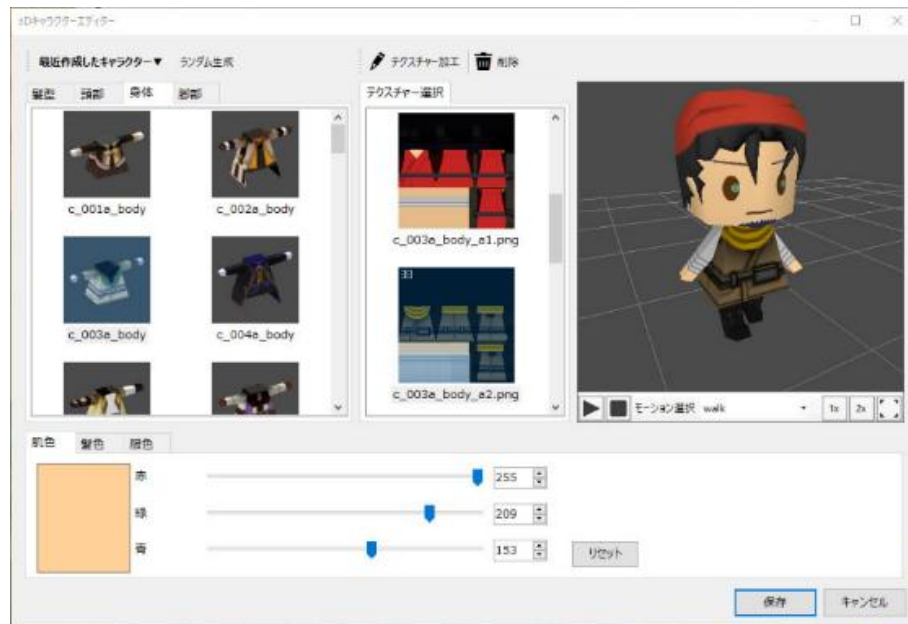 3Dキャラクターエディター
最近作成したキャラクター▼ ランダム生成
テクスチャー加工 削除
髪型 頭部 身体 脚部
テクスチャー選択
c_001a_body c_002a_body
c_003a_body c_004a_body
c_003a_body_a1.png
33
c_003a_body_a2.png
モーション選択 walk 1x 2x
肌色 髪色 服色
赤 255
緑 209
青 153 リセット
保存 キャンセル